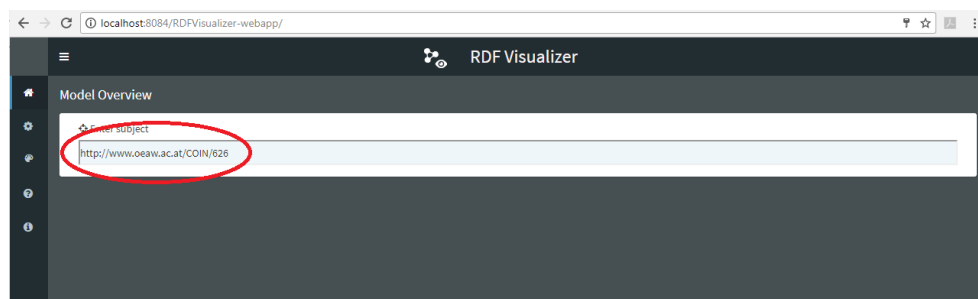 localhost:8084/RDFVisualizer-webapp/
RDF Visualizer
Model Overview
Enter subject
http://www.oeaw.ac.at/COIN/626